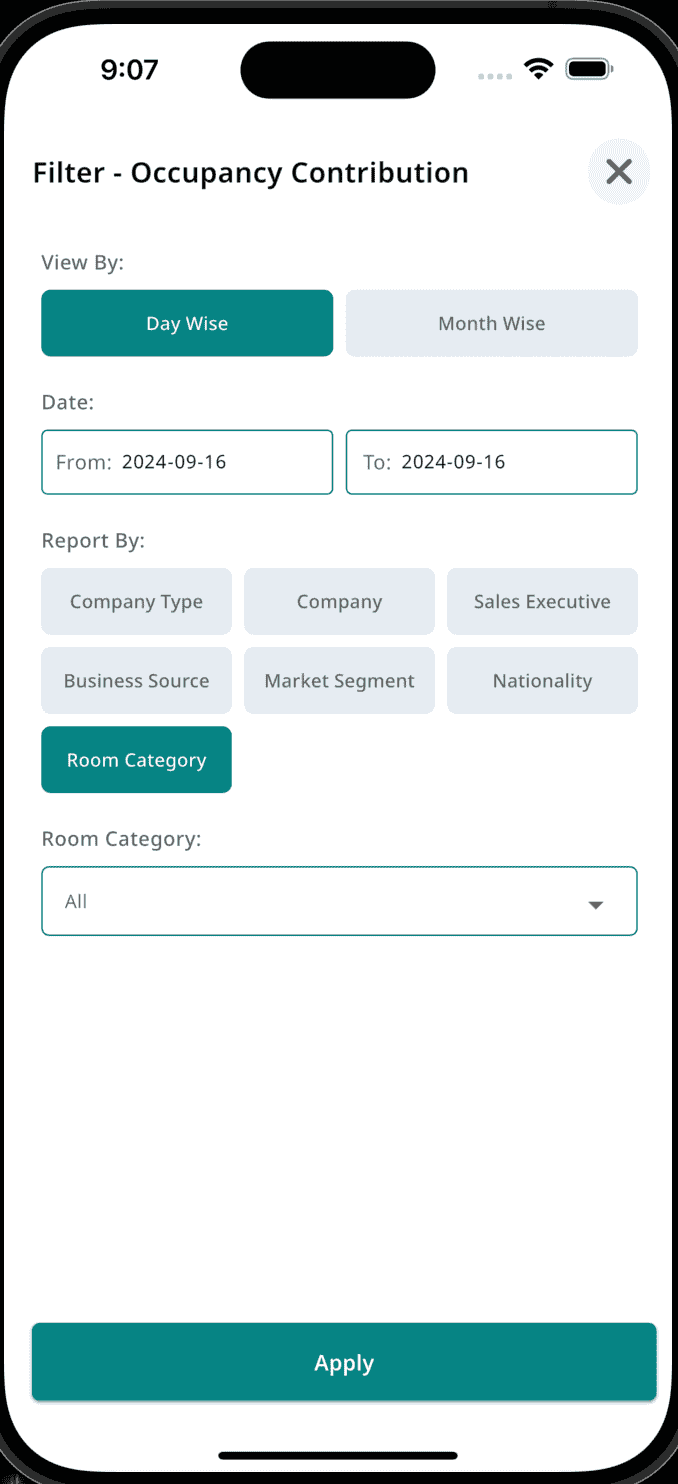 9:07
Filter - Occupancy Contribution
View By:
Day Wise Month Wise
Date:
From: 2024-09-16 To: 2024-09-16
Report By:
Company Type Company Sales Executive
Business Source Market Segment Nationality
Room Category
Room Category:
All
Apply